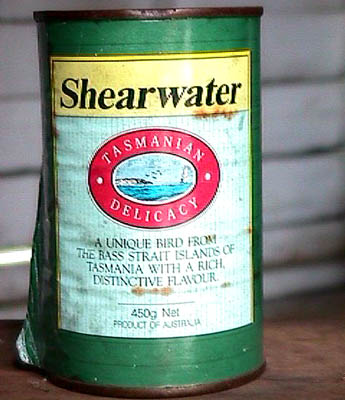 Shearwater
TASMANIAN
DELICACY
A UNIQUE BIRD FROM
THE BASS STRAIT ISLANDS OF
TASMANIA WITH A RICH,
DISTINCTIVE FLAVOUR.
450g Net
PRODUCT OF AUSTRALIA